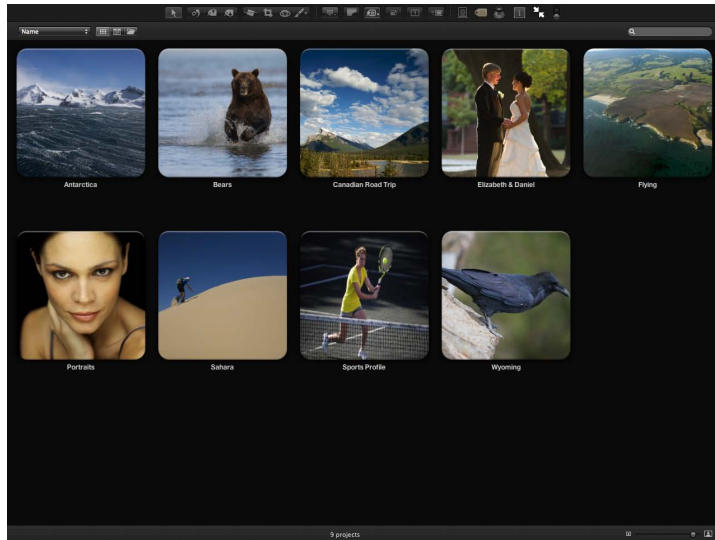 Name
Antarctica
Bears
Canadian Road Trip
Elizabeth & Daniel
Flying
Portraits
Sahara
Sports Profile
Wyoming
9 projects